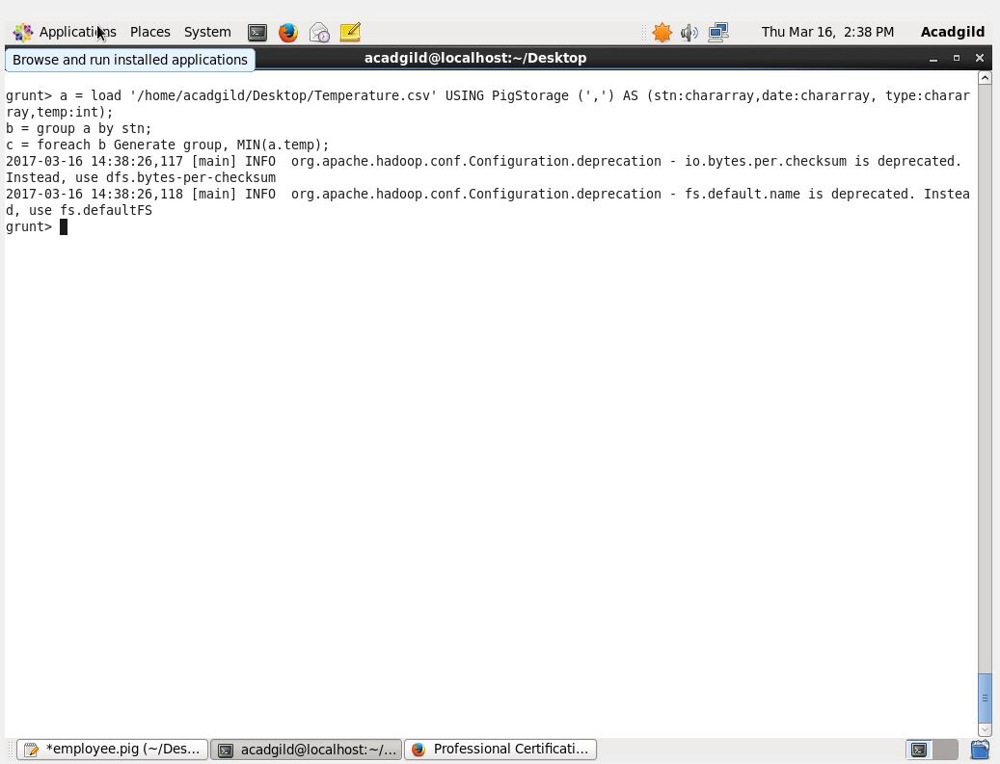 Applications Places System Thu Mar 16, 2:38 PM Acadgild
Browse and run installed applications
acadgild@localhost:~/Desktop
grunt> a = load '/home/acadgild/Desktop/Temperature.csv' USING PigStorage (',') AS (stn:chararray,date:chararray, type:charar
ray,temp:int);
b = group a by stn;
c = foreach b Generate group, MIN(a.temp);
2017-03-16 14:38:26,117 [main] INFO  org.apache.hadoop.conf.Configuration.deprecation - io.bytes.per.checksum is deprecated.
Instead, use dfs.bytes-per-checksum
2017-03-16 14:38:26,118 [main] INFO  org.apache.hadoop.conf.Configuration.deprecation - fs.default.name is deprecated. Instea
d, use fs.defaultFS
grunt>
*employee.pig (~/Des... acadgild@localhost:~/... Professional Certificati...